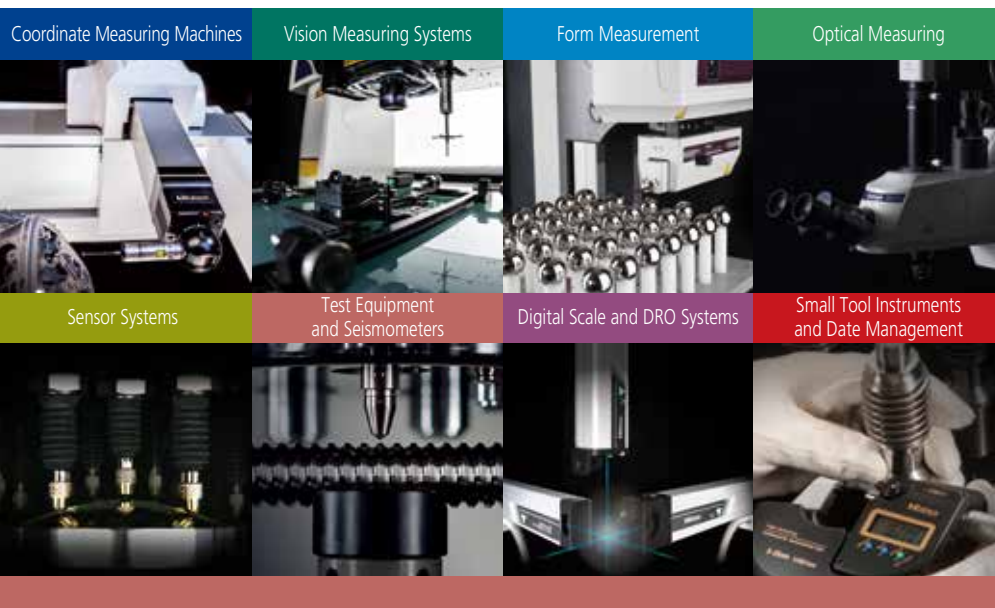 Coordinate Measuring Machines
Vision Measuring Systems
Form Measurement
Optical Measuring
Sensor Systems
Test Equipment
and Seismometers
Digital Scale and DRO Systems
Small Tool Instruments
and Date Management
Mitutoyo